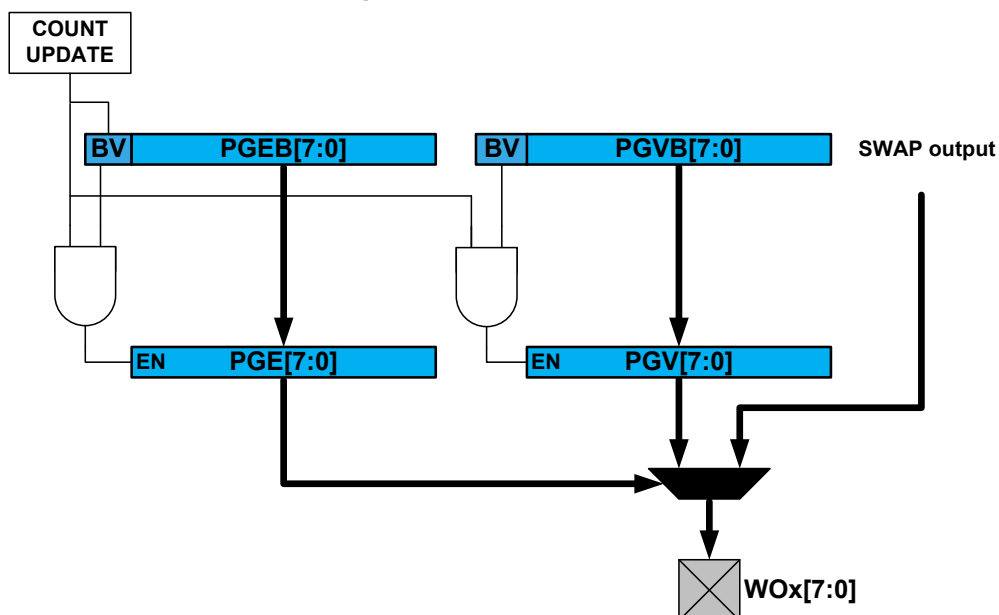 COUNT
UPDATE
BV PGEB[7:0] BV PGVB[7:0] SWAP output
EN PGE[7:0] EN PGV[7:0]
WOx[7:0]